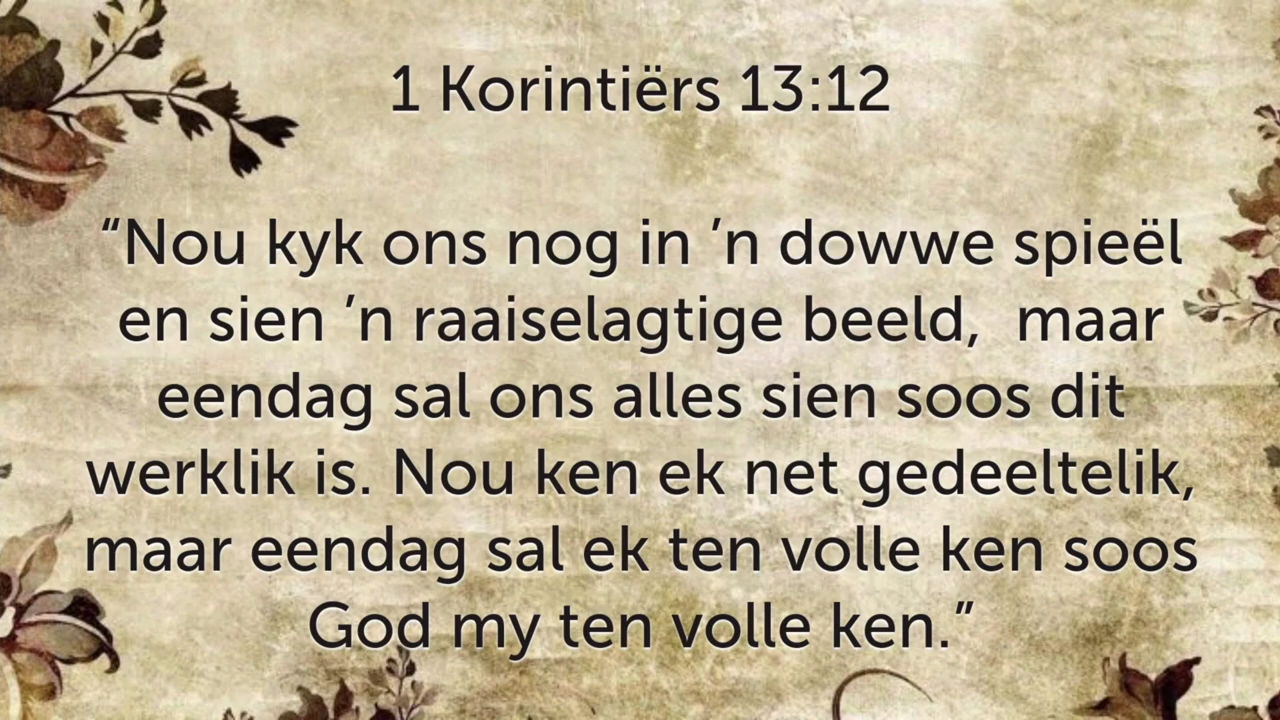 1 Korintiërs 13:12
“Nou kyk ons nog in ’n dowwe spieël
en sien ’n raaiselagtige beeld,  maar
eendag sal ons alles sien soos dit
werklik is. Nou ken ek net gedeeltelik,
maar eendag sal ek ten volle ken soos
God my ten volle ken.”